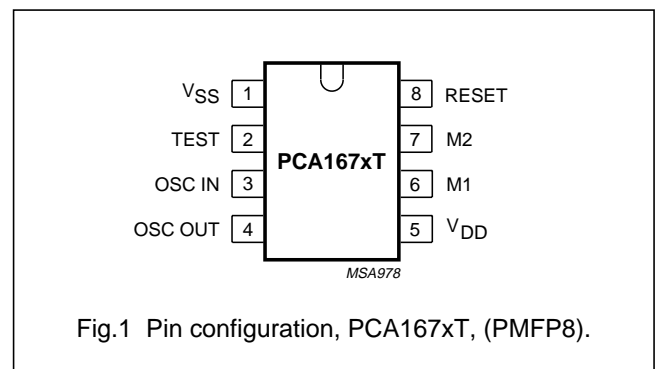 VSS 1 8 RESET
TEST 2 7 M2
PCA167xT
OSC IN 3 6 M1
OSC OUT 4 5 VDD
MSA978
Fig.1 Pin configuration, PCA167xT, (PMFP8).